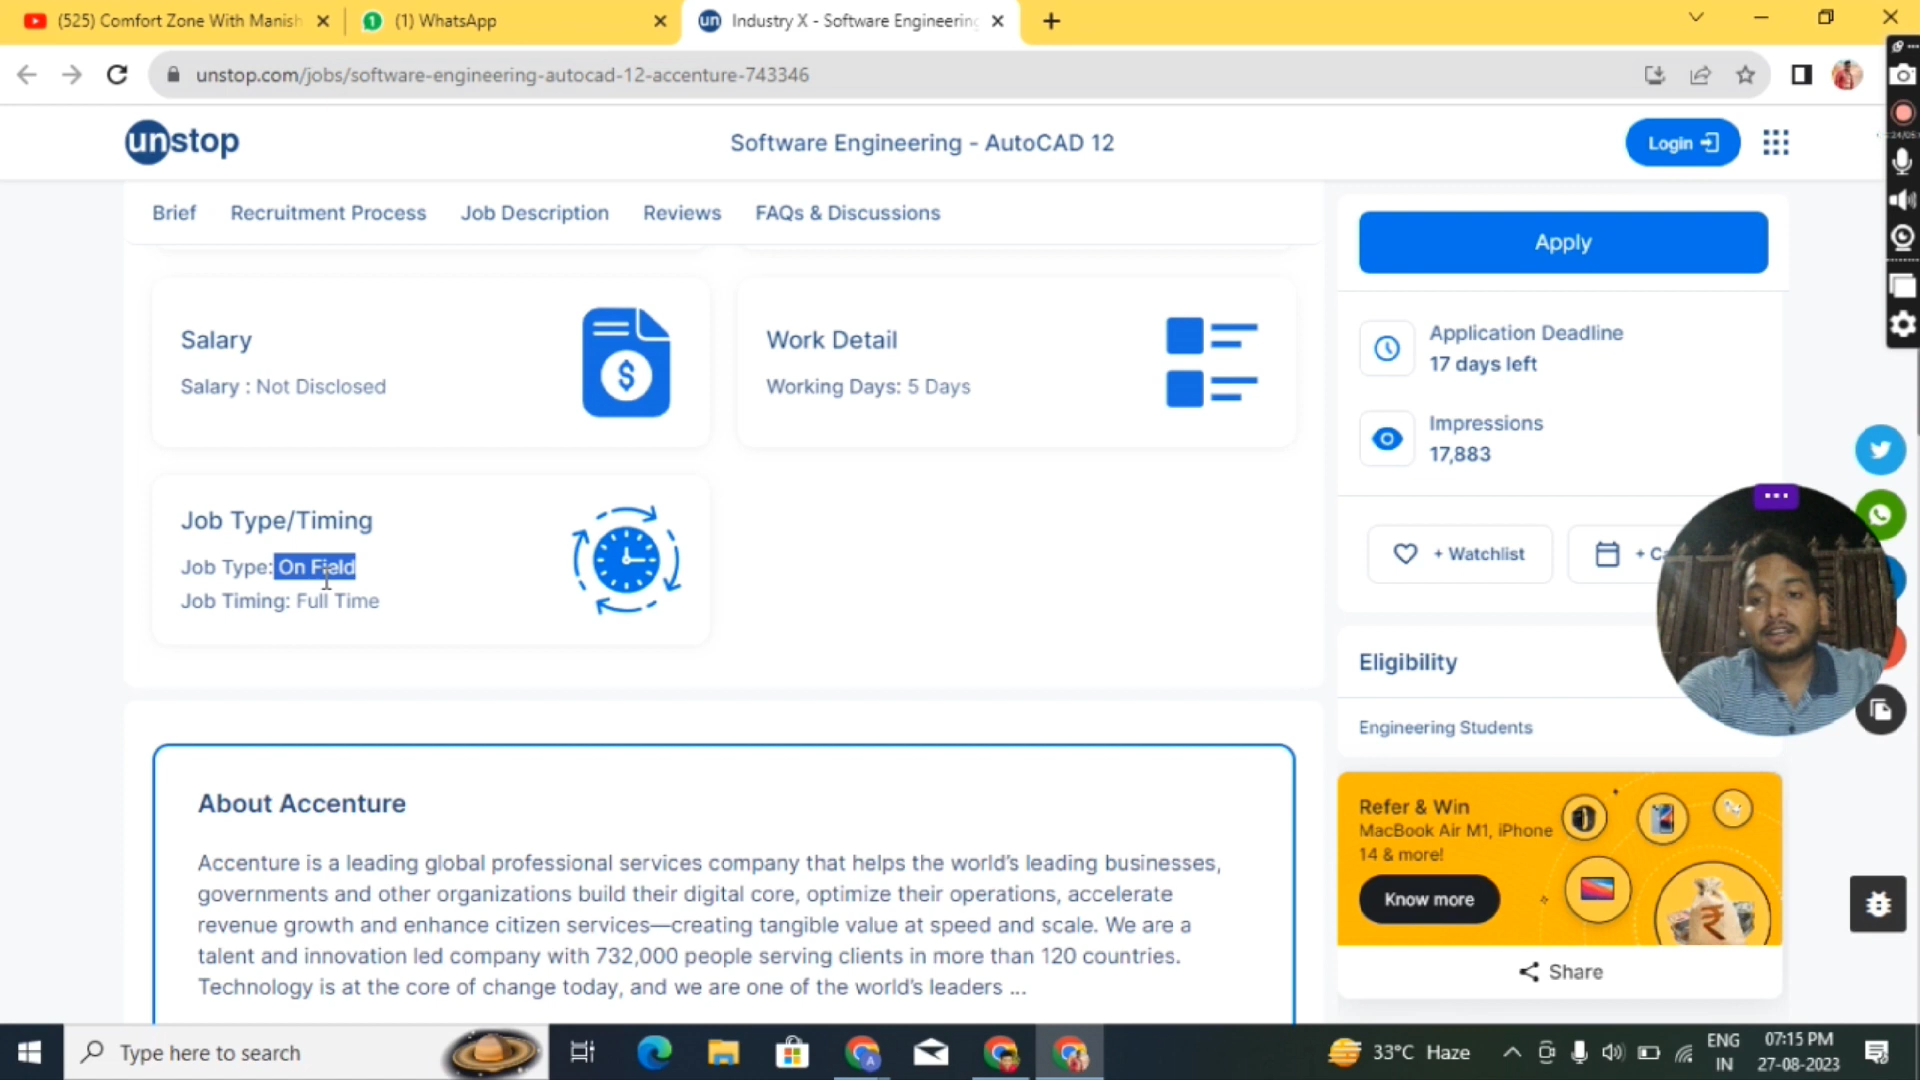 (525) Comfort Zone With Manish
(1) WhatsApp
Industry X - Software Engineering
unstop.com/jobs/software-engineering-autocad-12-accenture-743346
unstop
Software Engineering - AutoCAD 12
Login
Brief
Recruitment Process
Job Description
Reviews
FAQs & Discussions
Apply
Salary
Salary : Not Disclosed
Work Detail
Working Days: 5 Days
Application Deadline
17 days left
Impressions
17,883
Job Type/Timing
Job Type: On Field
Job Timing: Full Time
+ Watchlist
Eligibility
Engineering Students
About Accenture
Accenture is a leading global professional services company that helps the world's leading businesses,
governments and other organizations build their digital core, optimize their operations, accelerate
revenue growth and enhance citizen services—creating tangible value at speed and scale. We are a
talent and innovation led company with 732,000 people serving clients in more than 120 countries.
Technology is at the core of change today, and we are one of the world's leaders ...
Refer & Win
MacBook Air M1, iPhone
14 & more!
Know more
Share
Type here to search
33°C Haze
ENG
IN
07:15 PM
27-08-2023